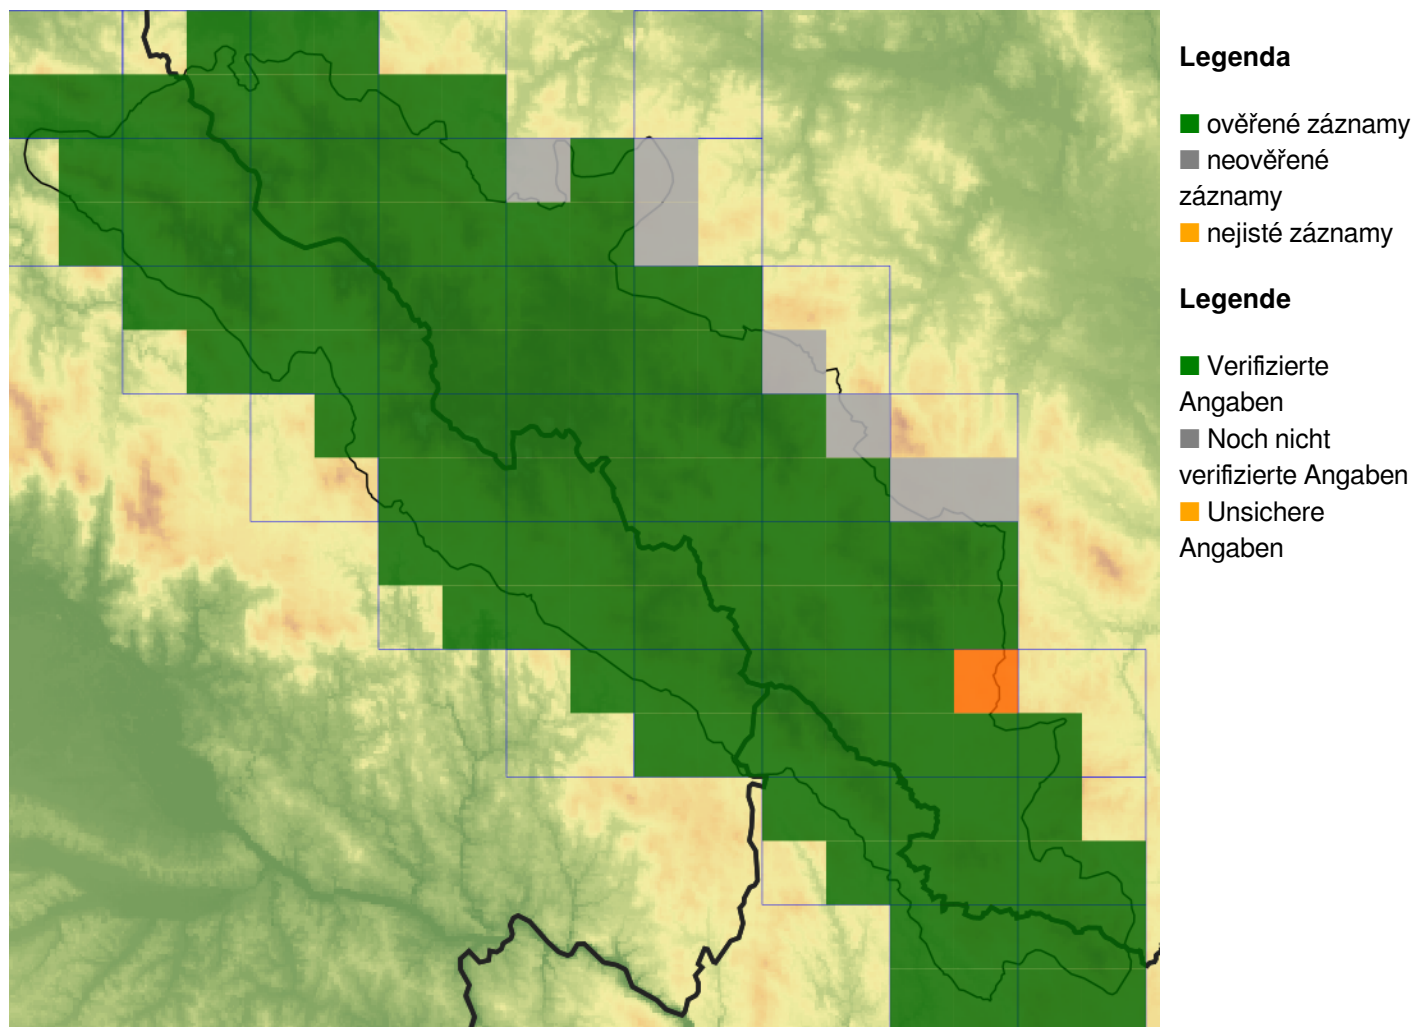 Legenda
ověřené záznamy
neověřené
záznamy
nejisté záznamy
Legende
Verifizierte
Angaben
Noch nicht
verifizierte Angaben
Unsichere
Angaben